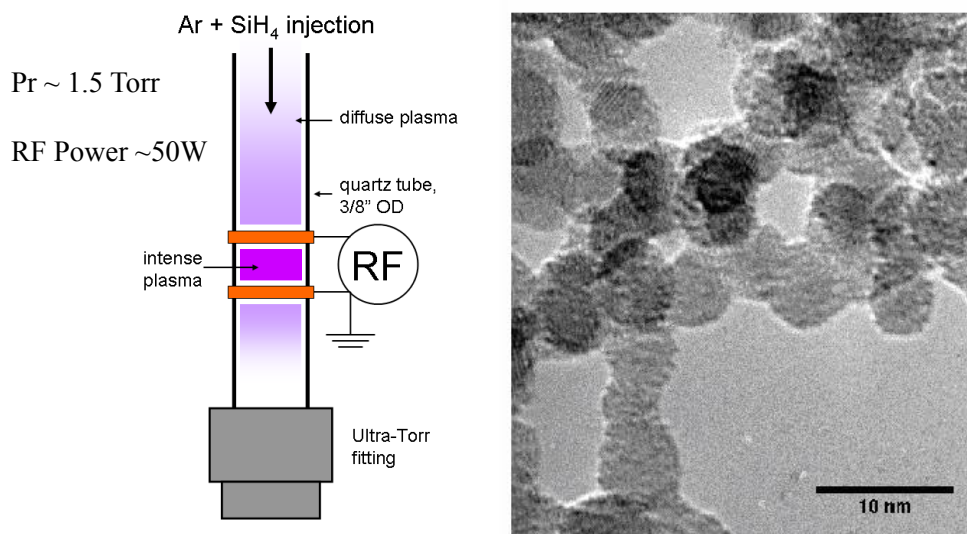 Ar + SiH4 injection
Pr ~ 1.5 Torr
diffuse plasma
RF Power ~50W
quartz tube,
3/8” OD
intense
plasma
RF
Ultra-Torr
fitting
10 nm